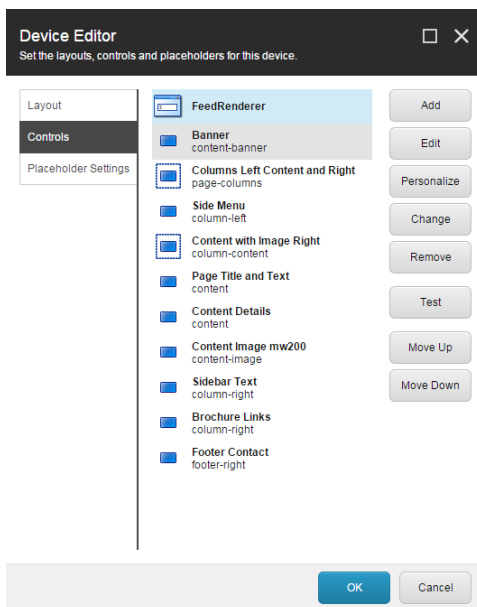 Device Editor
Set the layouts, controls and placeholders for this device.
Layout
Controls
Placeholder Settings
FeedRenderer
Banner
content-banner
Columns Left Content and Right
page-columns
Side Menu
column-left
Content with Image Right
column-content
Page Title and Text
content
Content Details
content
Content Image mw200
content-image
Sidebar Text
column-right
Brochure Links
column-right
Footer Contact
footer-right
Add
Edit
Personalize
Change
Remove
Test
Move Up
Move Down
OK
Cancel